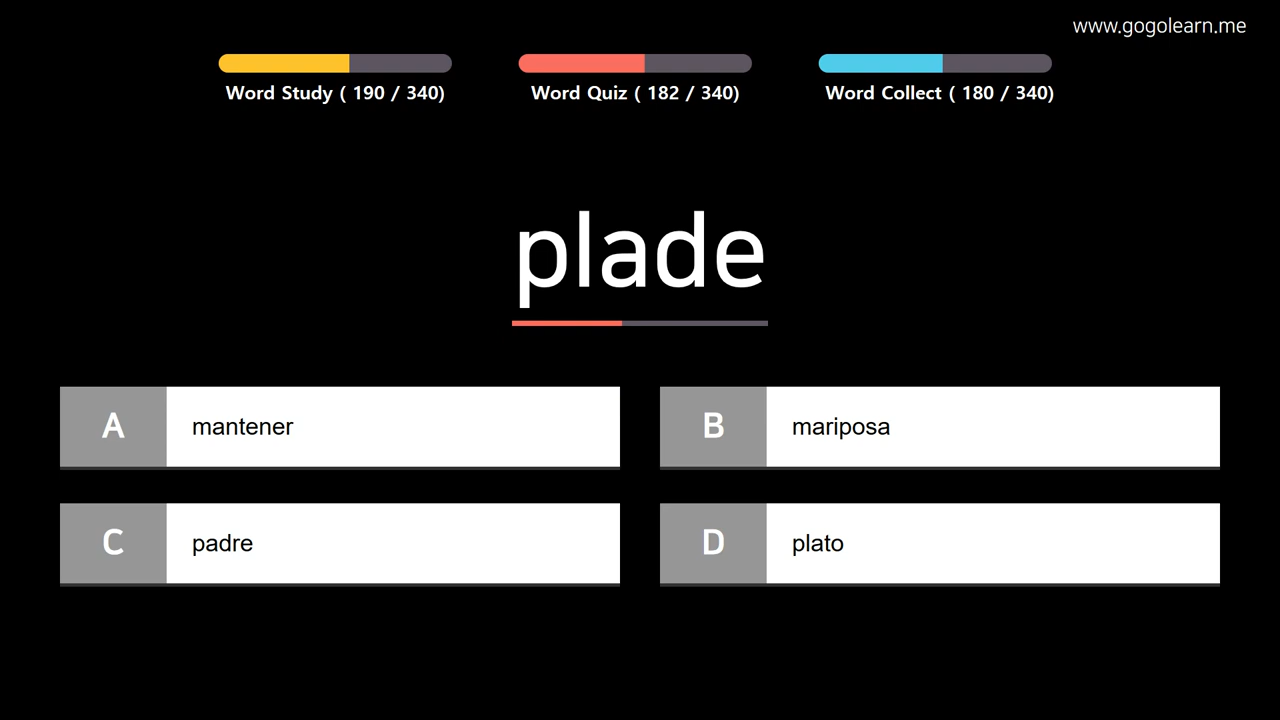 www.gogolearn.me
Word Study ( 190 / 340)
Word Quiz ( 182 / 340)
Word Collect ( 180 / 340)
plade
A mantener
B mariposa
C padre
D plato